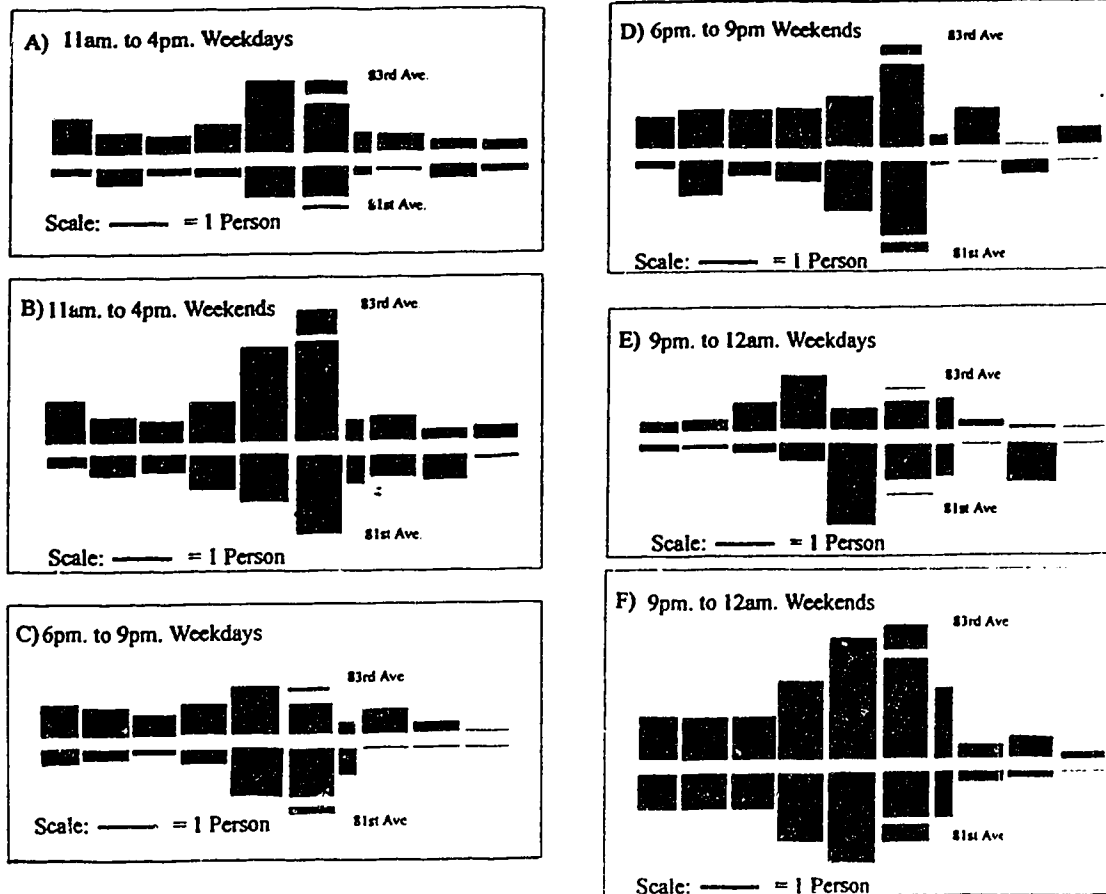 A) 11am. to 4pm. Weekdays
83rd Ave.
81st Ave.
Scale: = 1 Person
B) 11am. to 4pm. Weekends
83rd Ave
81st Ave.
Scale: = 1 Person
C) 6pm. to 9pm. Weekdays
83rd Ave
81st Ave
Scale: = 1 Person
D) 6pm. to 9pm Weekends
83rd Ave
81st Ave
Scale: = 1 Person
E) 9pm. to 12am. Weekdays
83rd Ave
81st Ave
Scale: = 1 Person
F) 9pm. to 12am. Weekends
83rd Ave
81st Ave
Scale: = 1 Person